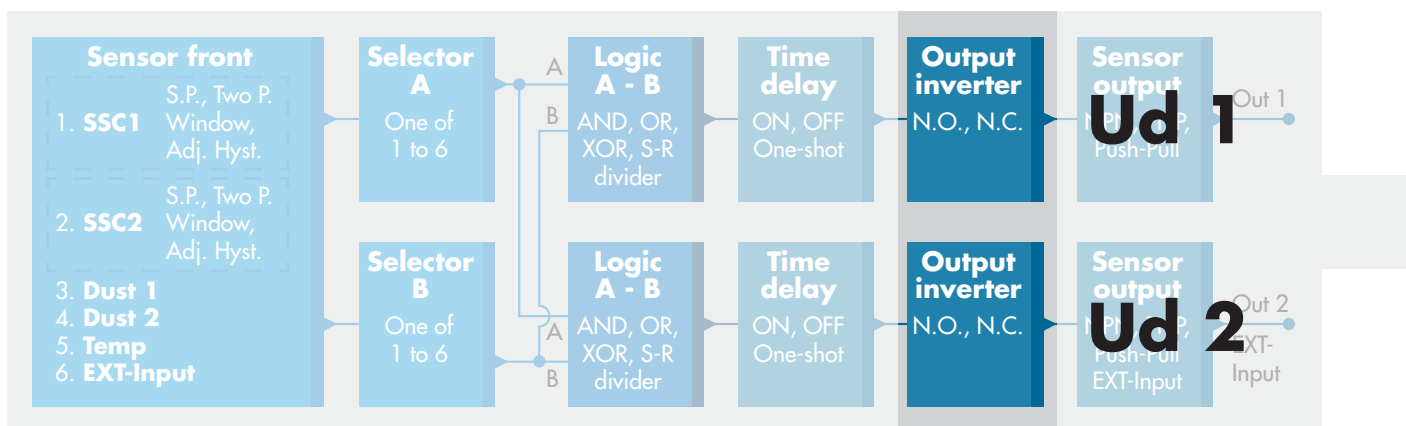 Sensor front
1. SSC1
S.P., Two P.
Window,
Adj. Hyst.
2. SSC2
S.P., Two P.
Window,
Adj. Hyst.
3. Dust 1
4. Dust 2
5. Temp
6. EXT-Input
Selector
A
One of
1 to 6
A
B
Logic
A - B
AND, OR,
XOR, S-R
divider
Time
delay
ON, OFF
One-shot
Output
inverter
N.O., N.C.
Sensor
output
Push-Pull
Ud 1
Out 1
Selector
B
One of
1 to 6
A
B
Logic
A - B
AND, OR,
XOR, S-R
divider
Time
delay
ON, OFF
One-shot
Output
inverter
N.O., N.C.
Sensor
output
Push-Pull
EXT-Input
Ud 2
Out 2
EXT-
Input